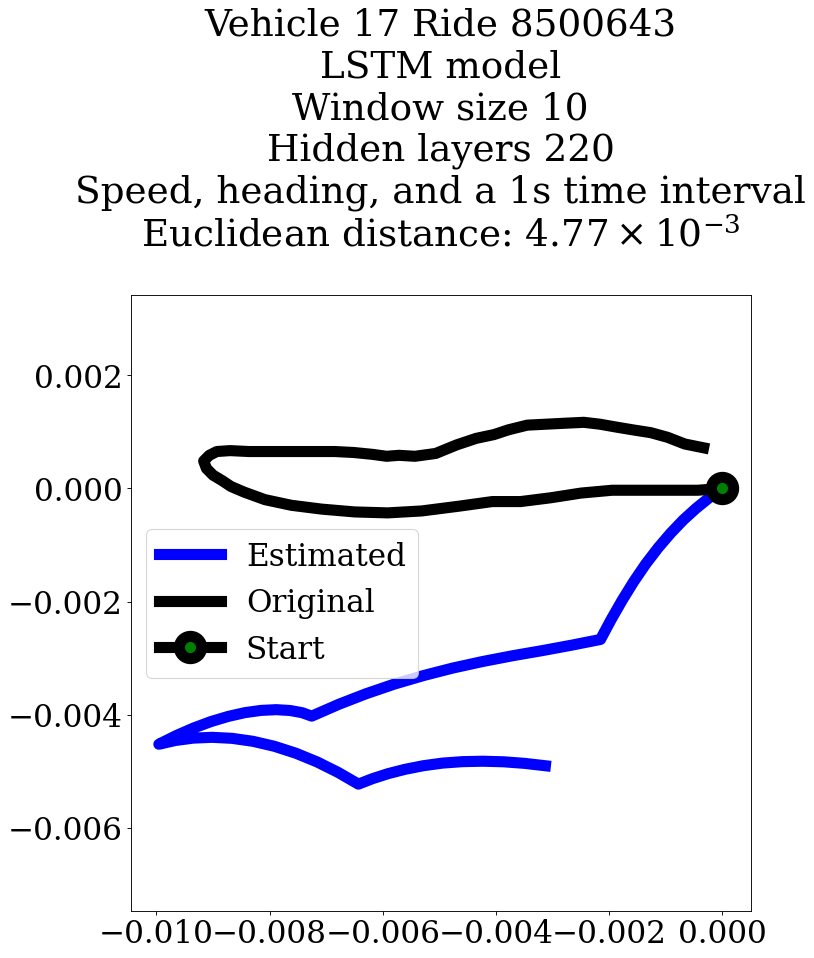 Vehicle 17 Ride 8500643
LSTM model
Window size 10
Hidden layers 220
Speed, heading, and a 1s time interval
Euclidean distance: 4.77 × 10⁻³
0.002
0.000
−0.002
−0.004
−0.006
Estimated
Original
Start
−0.010 −0.008 −0.006 −0.004 −0.002 0.000